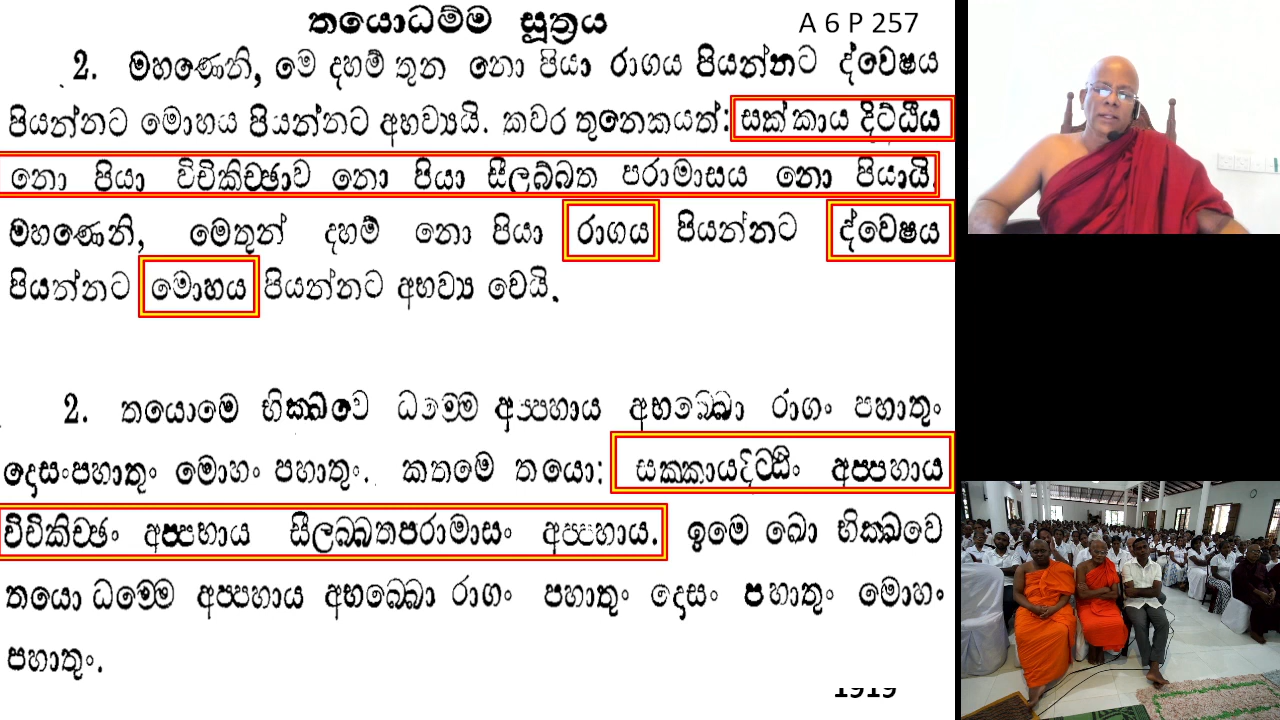 තයොධම්ම සූත්‍රය
A 6 P 257
2. මහණෙනි, මෙ දහම් තුන නො පියා රාගය පියන්නට ද්වෙෂය
පියන්නට මොහය පියන්නට අභව්‍යයි. කවර තුනෙකයත්: සක්කාය දිට්ඨිය
නො පියා විචිකිච්ඡාව නො පියා සීලබ්බත පරාමාසය නො පියායි.
මහණෙනි, මෙතුන් දහම් නො පියා රාගය පියන්නට ද්වෙෂය
පියන්නට මොහය පියන්නට අභව්‍ය වෙයි.
2. තයොමෙ භික්ඛවෙ ධම්මෙ අප්පහාය අභබ්බො රාගං පහාතුං
දොසංපහාතුං මොහං පහාතුං. කතමෙ තයො: සක්කායදිට්ඨිං අප්පහාය
විචිකිච්ඡං අප්පහාය සීලබ්බතපරාමාසං අප්පහාය. ඉමෙ ඛො භික්ඛවෙ
තයො ධම්මෙ අප්පහාය අභබ්බො රාගං පහාතුං දොසං පහාතුං මොහං
පහාතුං.
1919